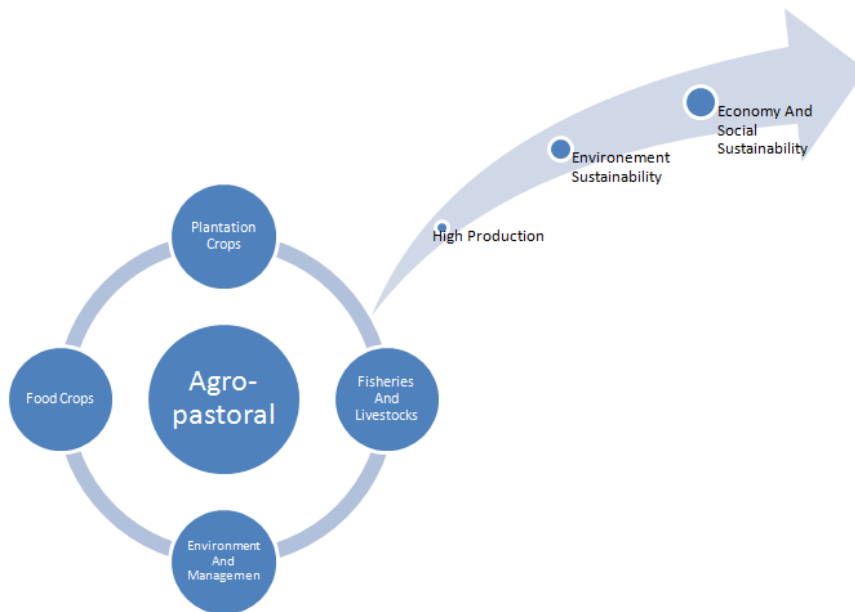 Plantation
Crops
Food Crops
Agro-
pastoral
Fisheries
And
Livestocks
Environment
And
Managemen
High Production
Environement
Sustainability
Economy And
Social
Sustainability